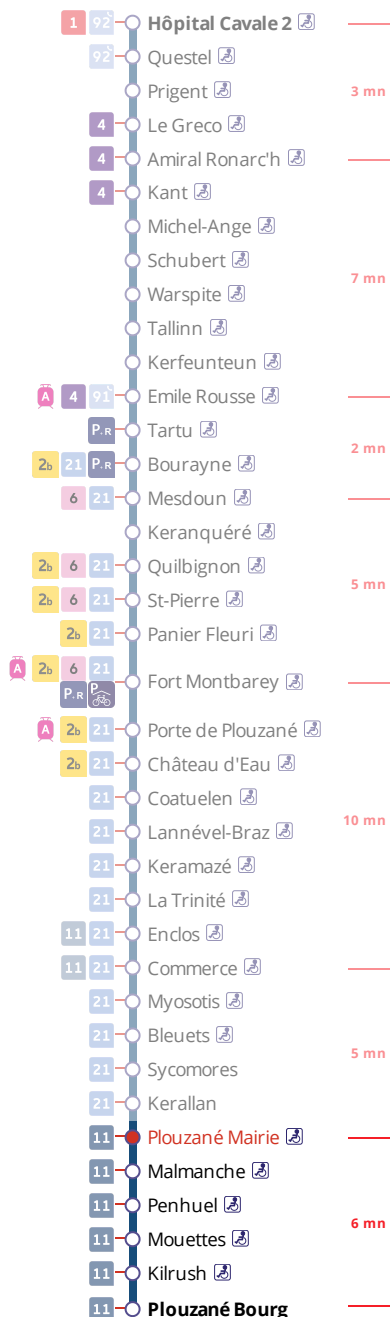 1 92 Hôpital Cavale 2
92 Questel
Prigent
3 mn
4 Le Greco
4 Amiral Ronarc'h
4 Kant
Michel-Ange
Schubert
7 mn
Warspite
Tallinn
Kerfeunteun
A 4 91 Emile Rousse
P+R Tartu
2 mn
2b 21 P+R Bourayne
6 21 Mesdoun
Keranquéré
2b 6 21 Quilbignon
5 mn
2b 6 21 St-Pierre
2b 21 Panier Fleuri
A 2b 6 21
P+R P Fort Montbarey
A 2b 21 Porte de Plouzané
2b 21 Château d'Eau
21 Coatuelen
10 mn
21 Lannével-Braz
21 Keramazé
21 La Trinité
11 21 Enclos
11 21 Commerce
21 Myosotis
21 Bleuets
5 mn
21 Sycomores
21 Kerallan
11 Plouzané Mairie
11 Malmanche
11 Penhuel
6 mn
11 Mouettes
11 Kilrush
11 Plouzané Bourg